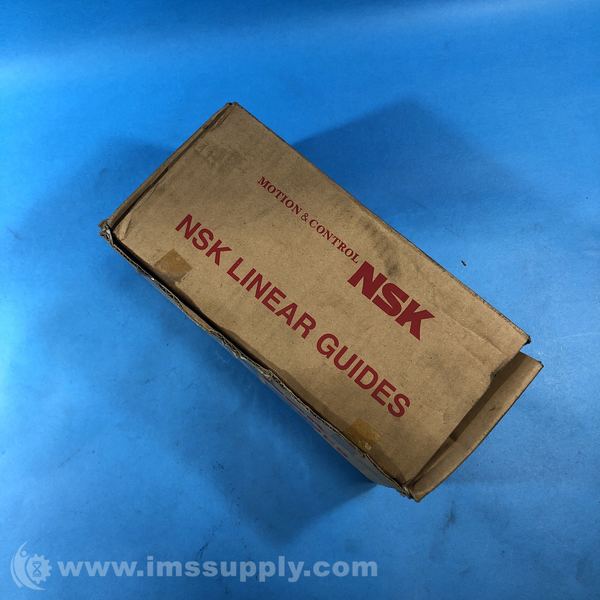 MOTION & CONTROL
NSK
NSK LINEAR GUIDES
www.imssupply.com